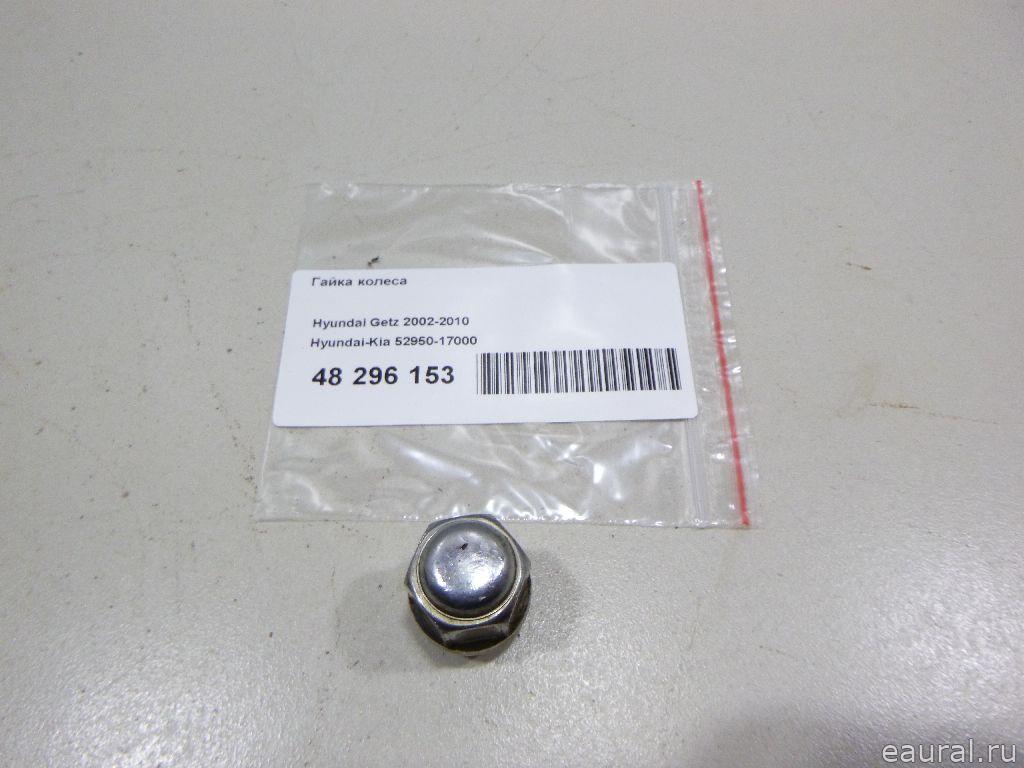 Гайка колеса
Hyundai Getz 2002-2010
Hyundai-Kia 52950-17000
48 296 153
eaural.ru